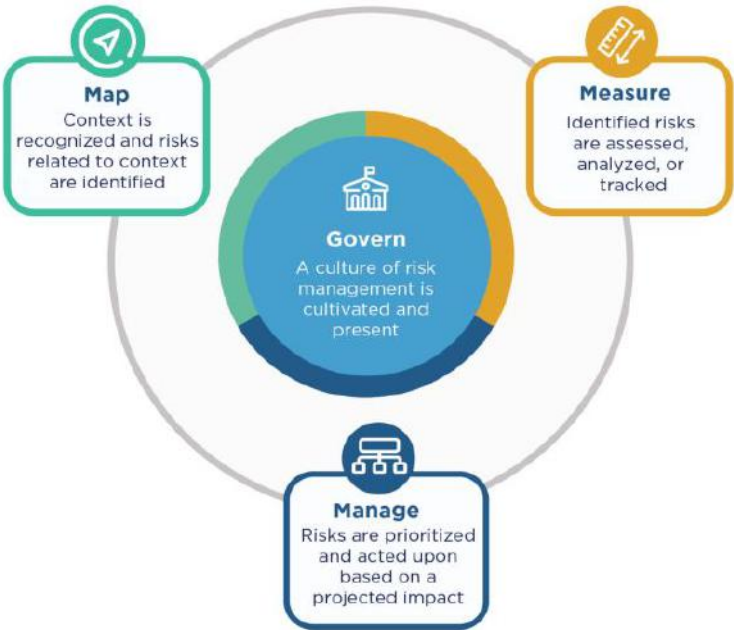 Map
Context is
recognized and risks
related to context
are identified
Measure
Identified risks
are assessed,
analyzed, or
tracked
Govern
A culture of risk
management is
cultivated and
present
Manage
Risks are prioritized
and acted upon
based on a
projected impact